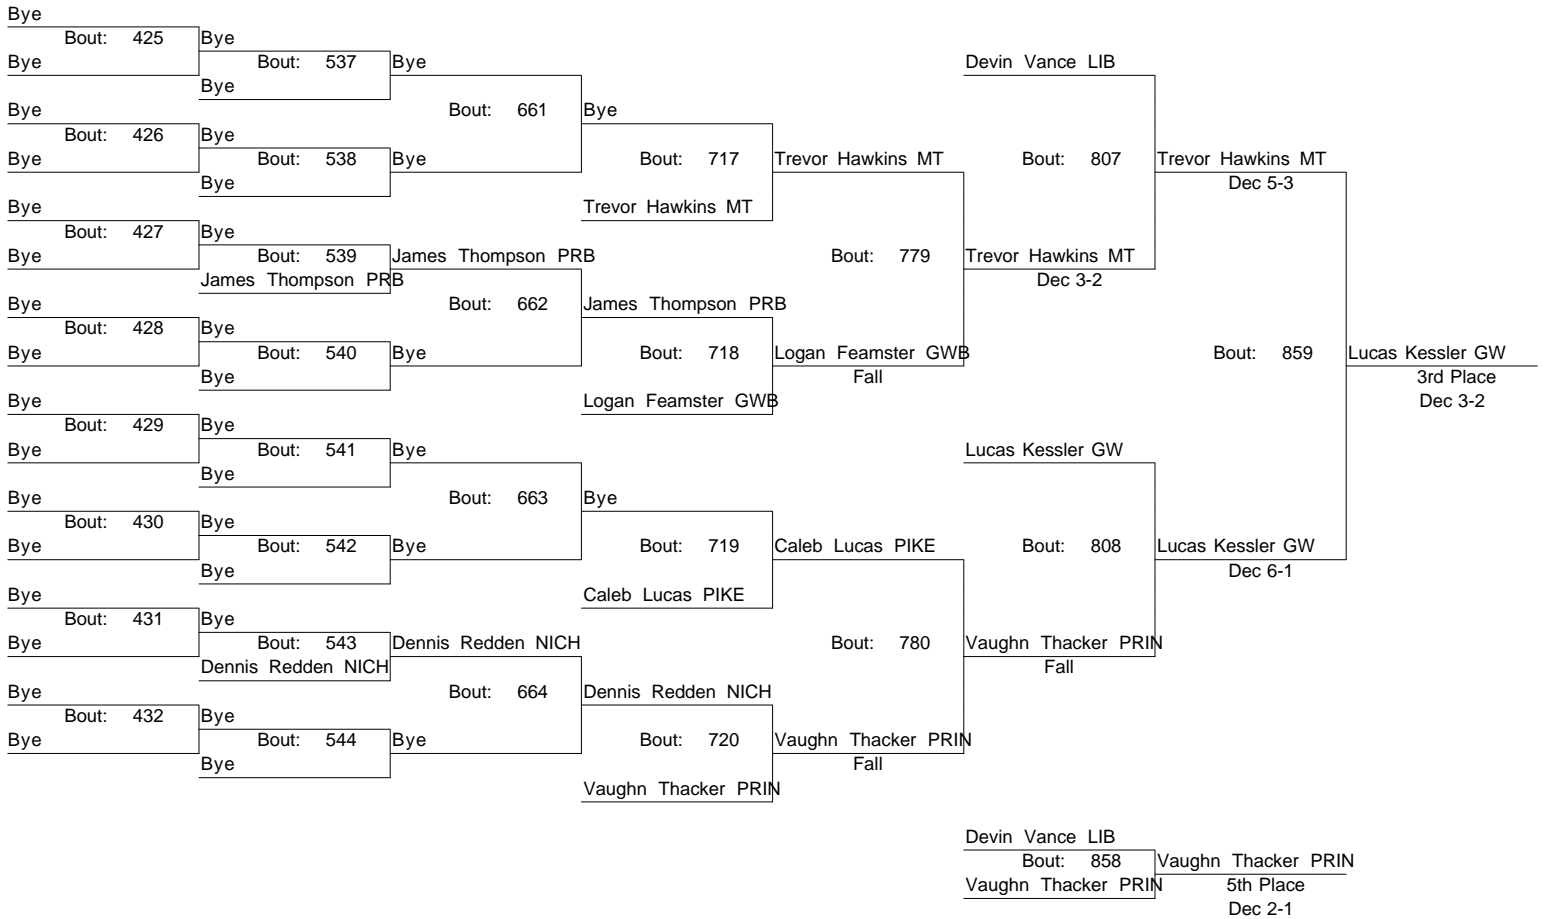 Bye
Bout: 425 Bye
Bye Bout: 537 Bye Devin Vance LIB
Bye
Bye Bout: 661 Bye
Bout: 426 Bye
Bye Bout: 538 Bye Bout: 717 Trevor Hawkins MT Bout: 807 Trevor Hawkins MT
Bye Dec 5-3
Bye Trevor Hawkins MT
Bout: 427 Bye
Bye Bout: 539 James Thompson PRB Bout: 779 Trevor Hawkins MT
James Thompson PRB Dec 3-2
Bye Bout: 662 James Thompson PRB
Bout: 428 Bye
Bye Bout: 540 Bye Bout: 718 Logan Feamster GWB Bout: 859 Lucas Kessler GW
Bye Fall 3rd Place
Bye Logan Feamster GWB Dec 3-2
Bout: 429 Bye
Bye Bout: 541 Bye Lucas Kessler GW
Bye
Bye Bout: 663 Bye
Bout: 430 Bye
Bye Bout: 542 Bye Bout: 719 Caleb Lucas PIKE Bout: 808 Lucas Kessler GW
Bye Dec 6-1
Bye Caleb Lucas PIKE
Bout: 431 Bye
Bye Bout: 543 Dennis Redden NICH Bout: 780 Vaughn Thacker PRIN
Dennis Redden NICH Fall
Bye Bout: 664 Dennis Redden NICH
Bout: 432 Bye
Bye Bout: 544 Bye Bout: 720 Vaughn Thacker PRIN
Bye Fall
Vaughn Thacker PRIN
Devin Vance LIB
Bout: 858 Vaughn Thacker PRIN
Vaughn Thacker PRIN 5th Place
Dec 2-1